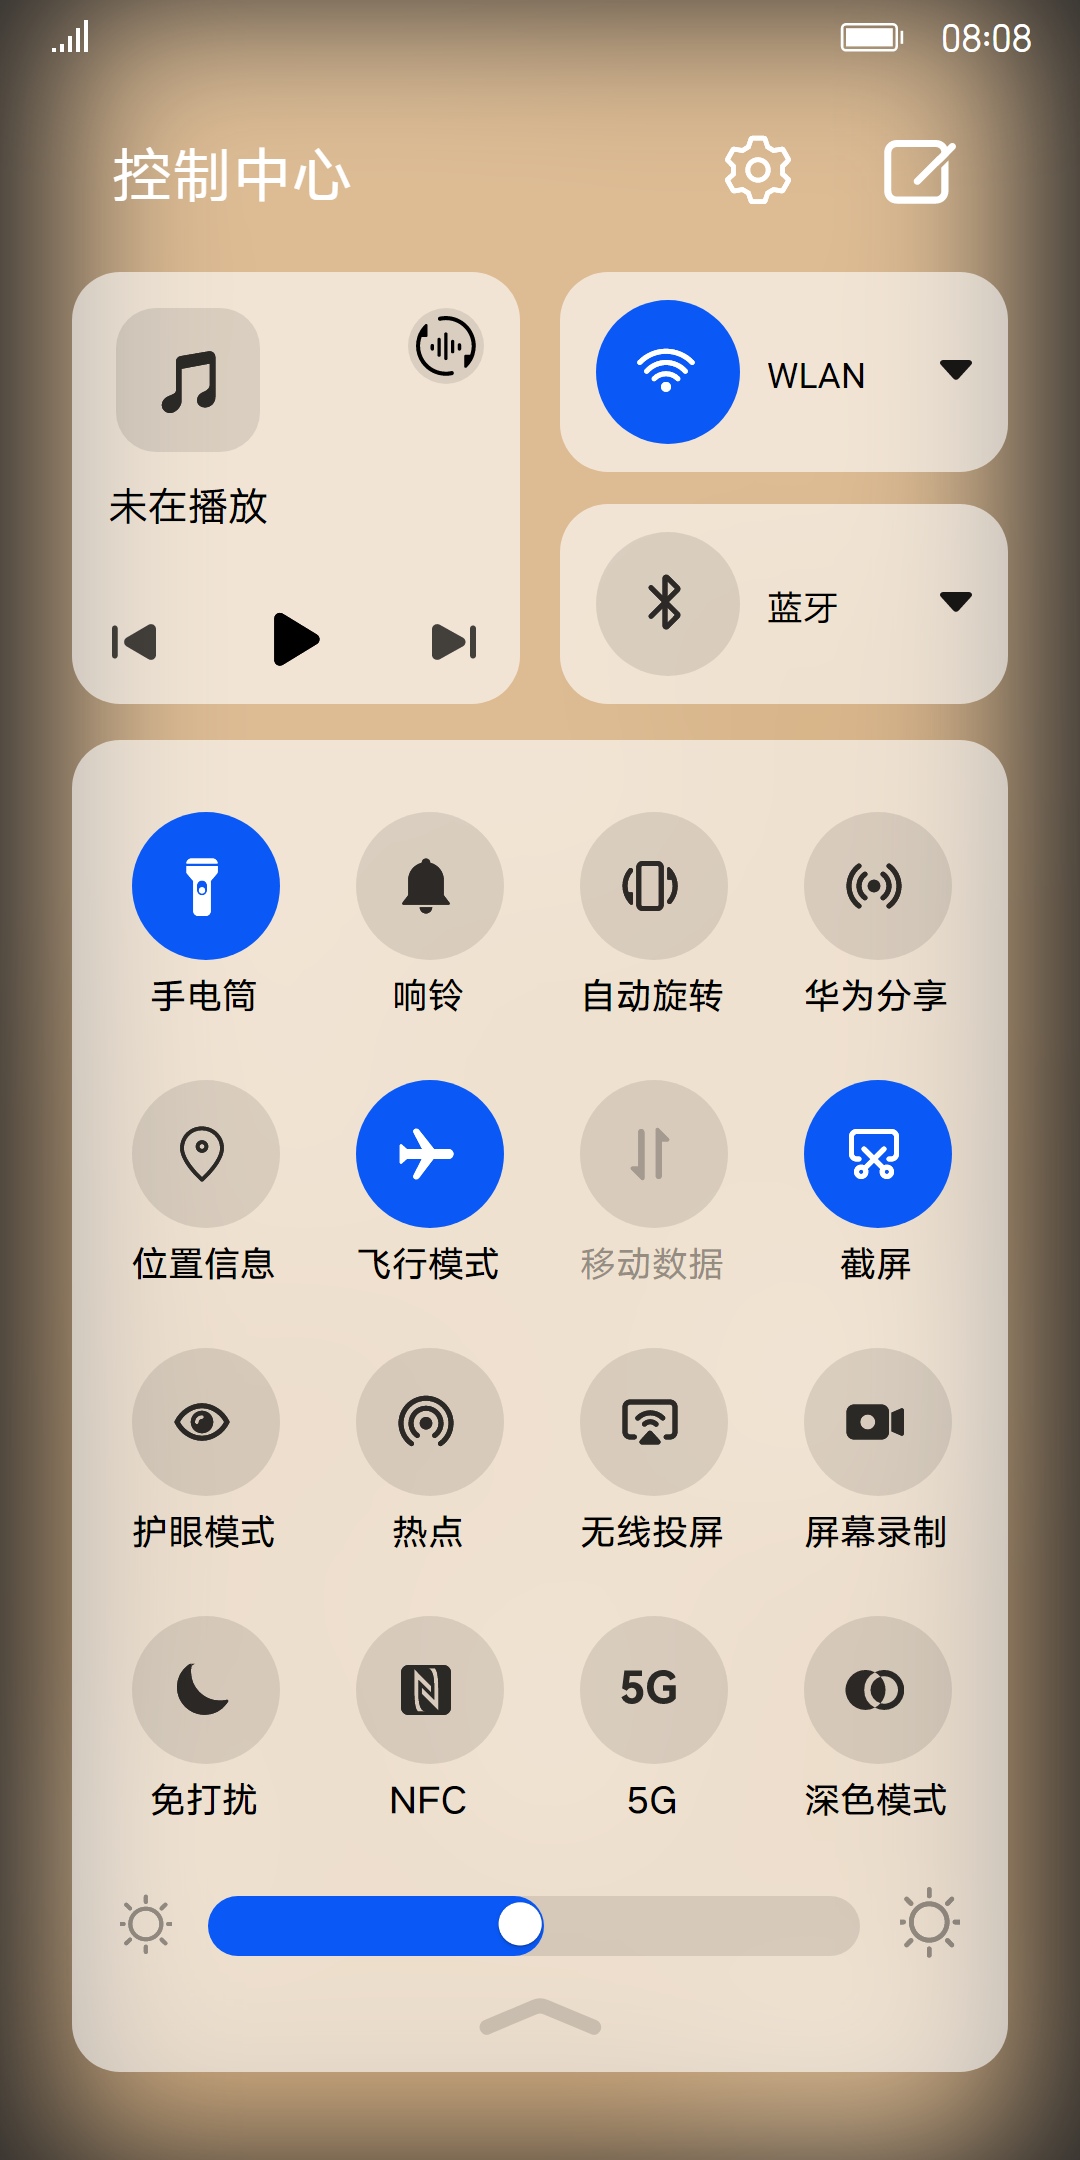 08:08
控制中心
未在播放
WLAN
蓝牙
手电筒
响铃
自动旋转
华为分享
位置信息
飞行模式
移动数据
截屏
护眼模式
热点
无线投屏
屏幕录制
5G
免打扰
NFC
5G
深色模式